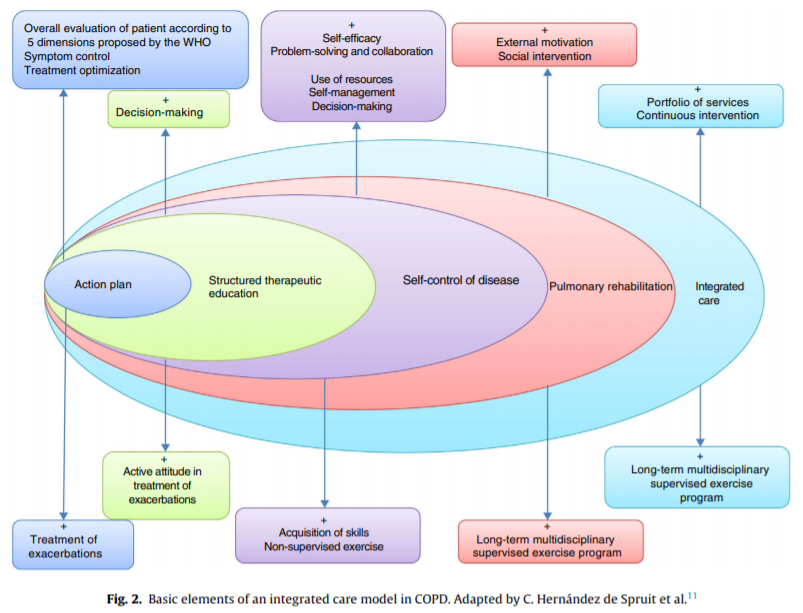 Overall evaluation of patient according to
5 dimensions proposed by the WHO
Symptom control
Treatment optimization
+
Decision-making
+
Self-efficacy
Problem-solving and collaboration
Use of resources
Self-management
Decision-making
+
External motivation
Social intervention
+
Portfolio of services
Continuous intervention
Action plan
Structured therapeutic
education
Self-control of disease
Pulmonary rehabilitation
Integrated
care
+
Treatment of
exacerbations
+
Active attitude in
treatment of
exacerbations
+
Acquisition of skills
Non-supervised exercise
+
Long-term multidisciplinary
supervised exercise program
+
Long-term multidisciplinary
supervised exercise
program
Fig. 2. Basic elements of an integrated care model in COPD. Adapted by C. Hernández de Spruit et al.11